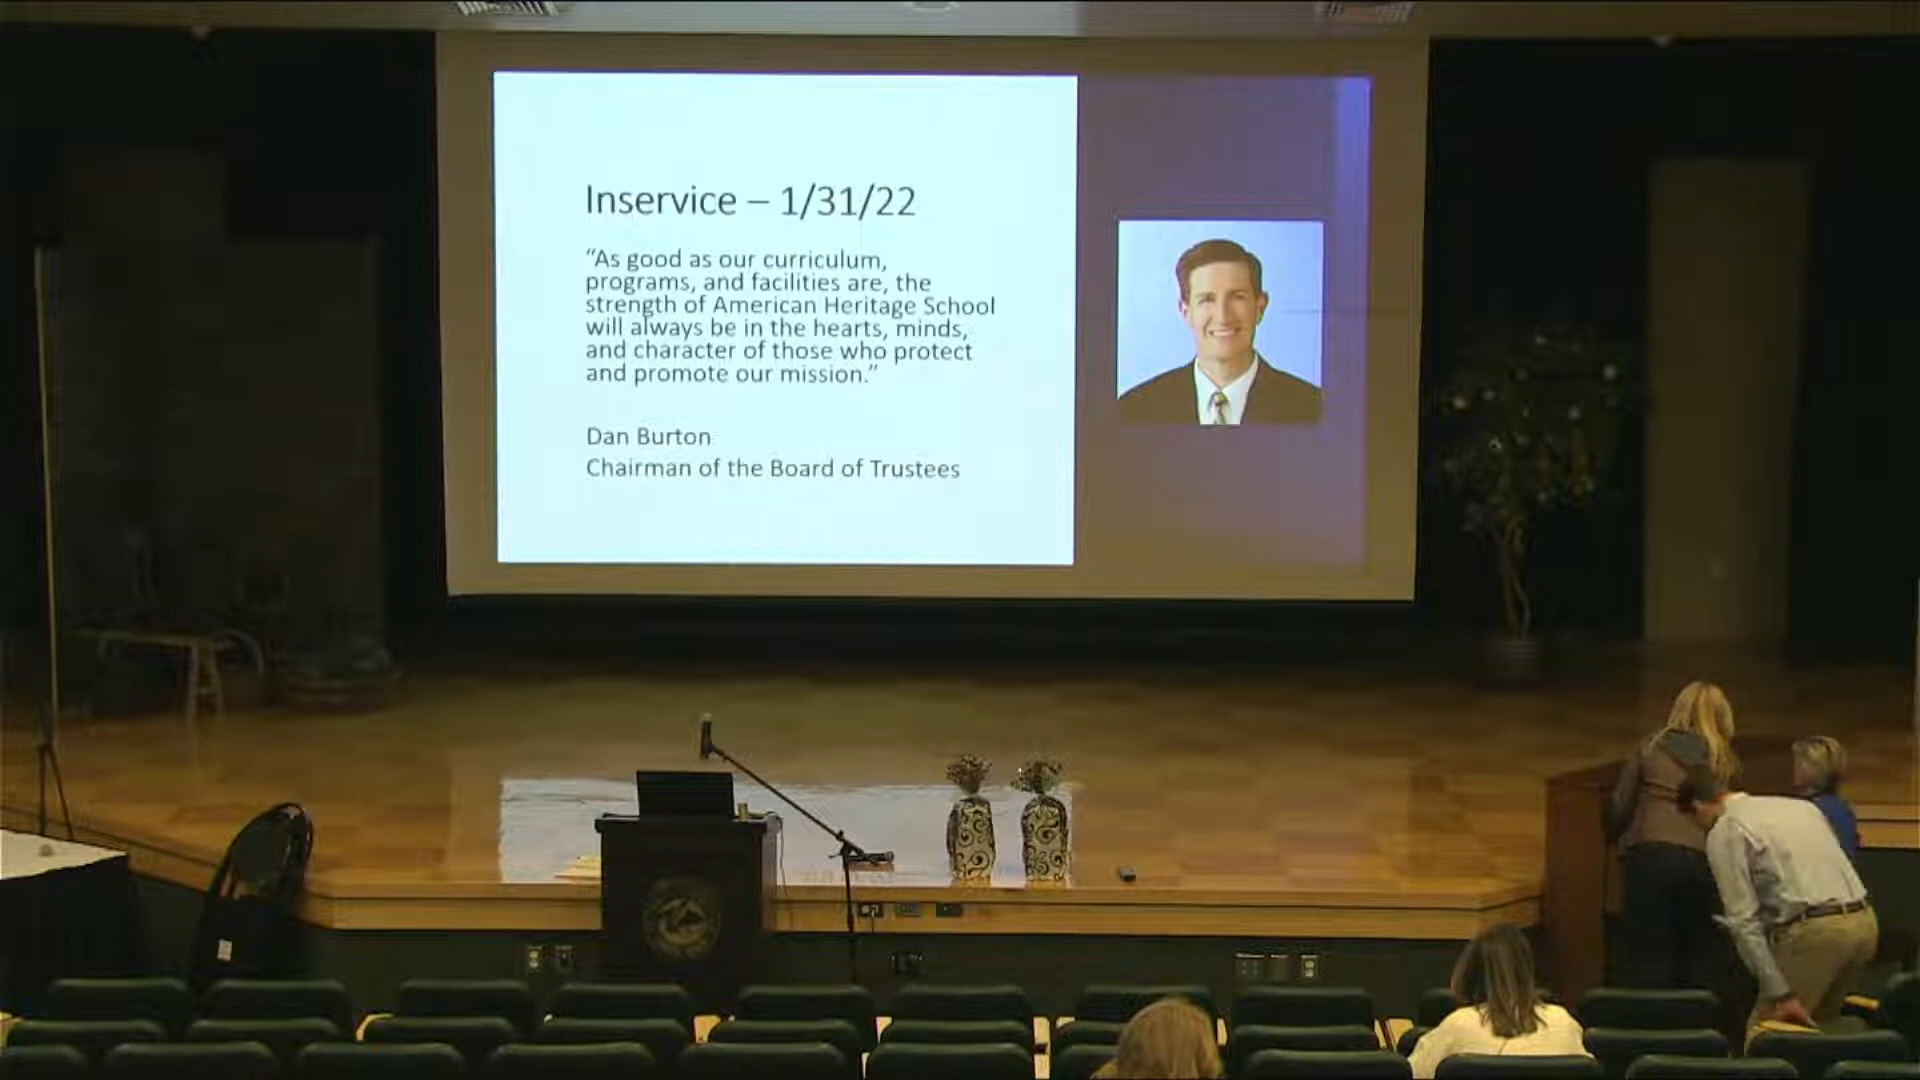 Inservice – 1/31/22
“As good as our curriculum,
programs, and facilities are, the
strength of American Heritage School
will always be in the hearts, minds,
and character of those who protect
and promote our mission.”
Dan Burton
Chairman of the Board of Trustees